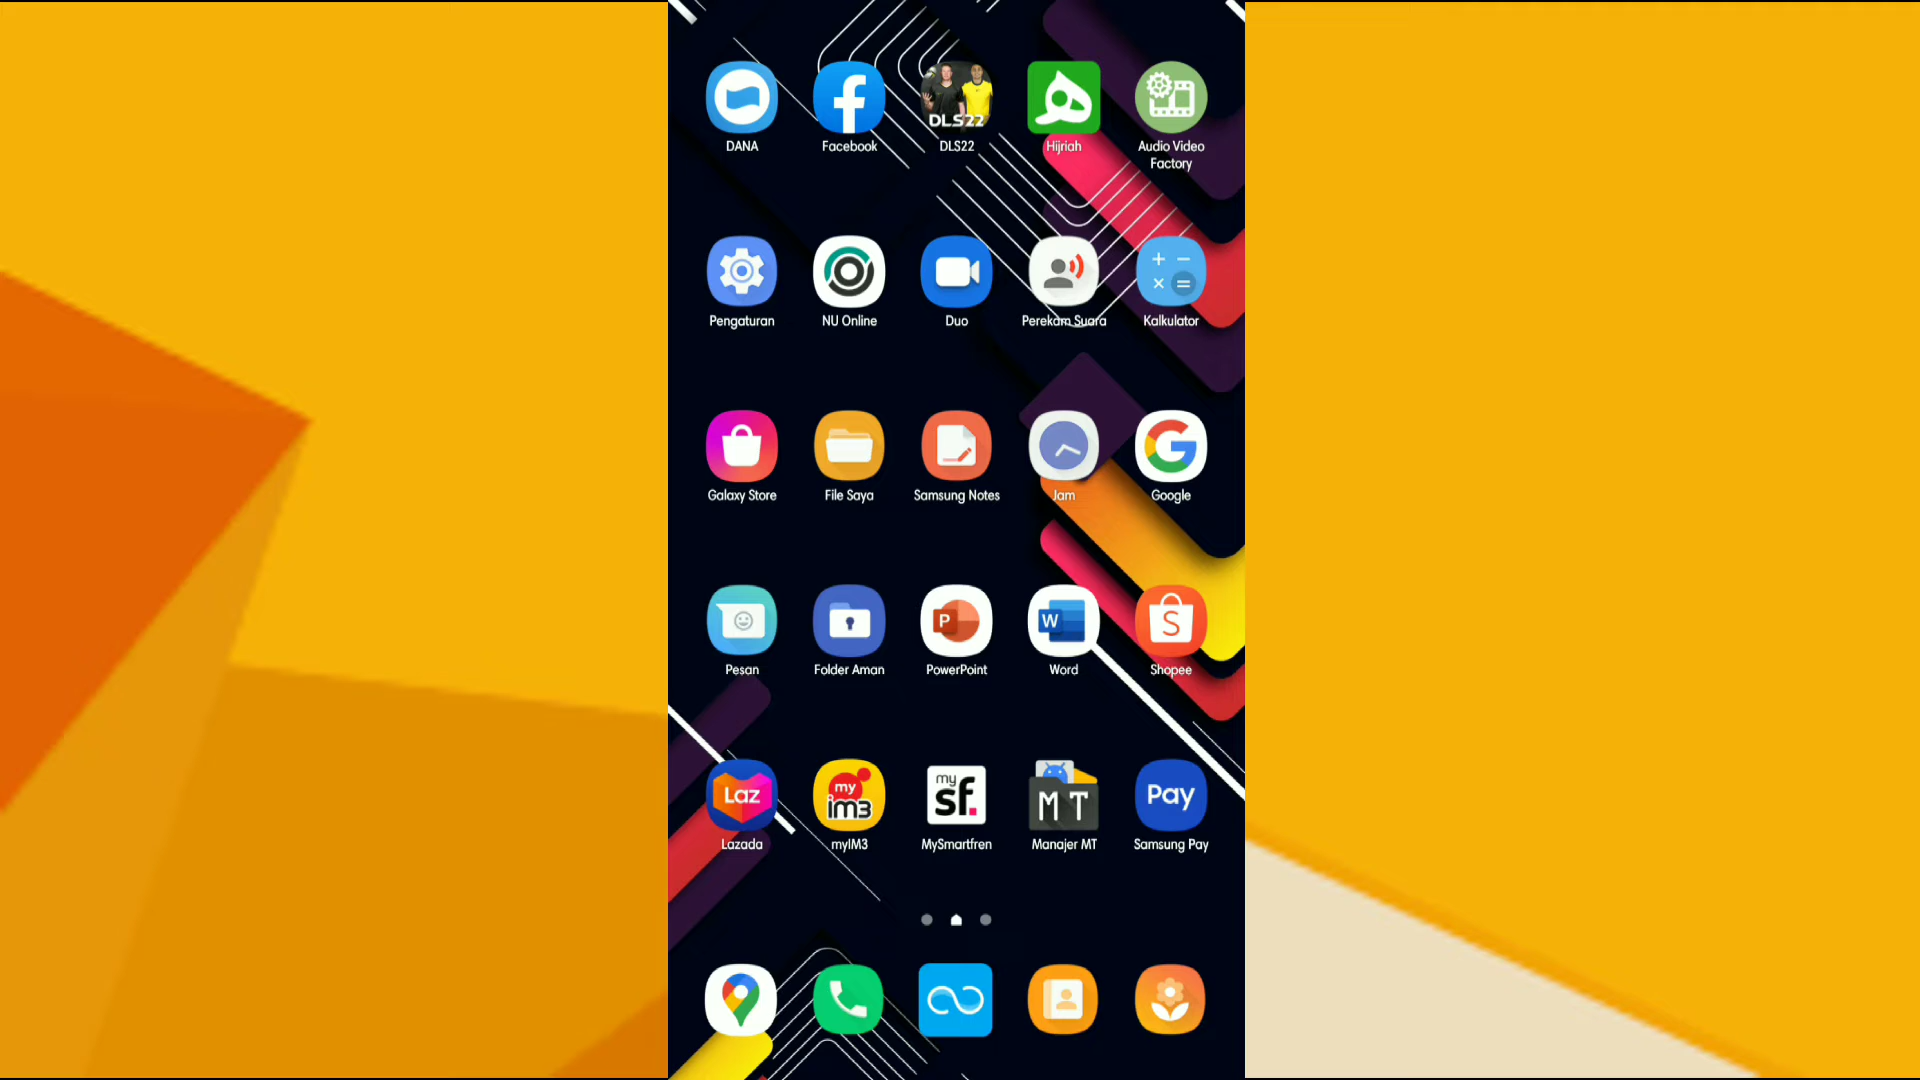 DLS22
DANA
Facebook
DLS22
Hijriah
Audio Video
Factory
Pengaturan
NU Online
Duo
Perekam Suara
Kalkulator
Galaxy Store
File Saya
Samsung Notes
Jam
Google
P
W
S
Pesan
Folder Aman
PowerPoint
Word
Shopee
Laz
my
im3
my
sf.
MT
Pay
Lazada
myIM3
MySmartfren
Manajer MT
Samsung Pay